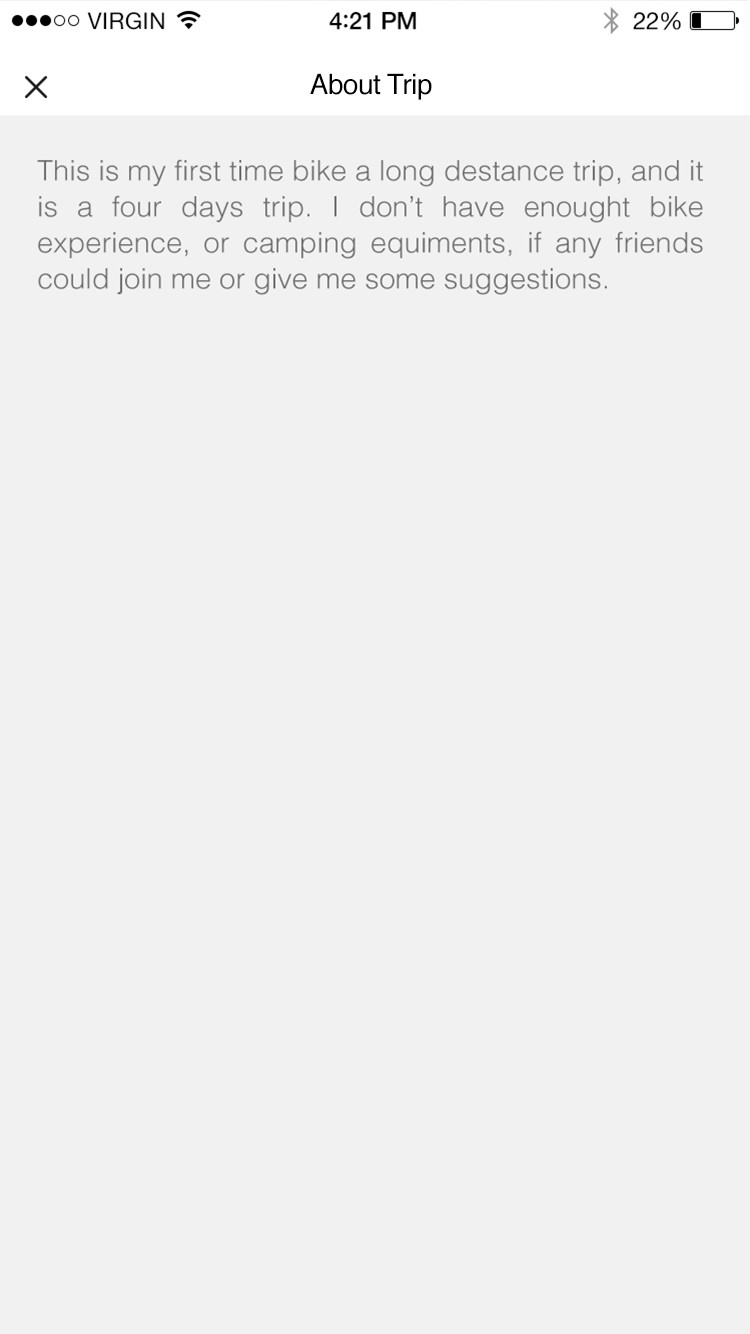 VIRGIN 4:21 PM 22%
About Trip
This is my first time bike a long destance trip, and it
is a four days trip. I don’t have enought bike
experience, or camping equiments, if any friends
could join me or give me some suggestions.